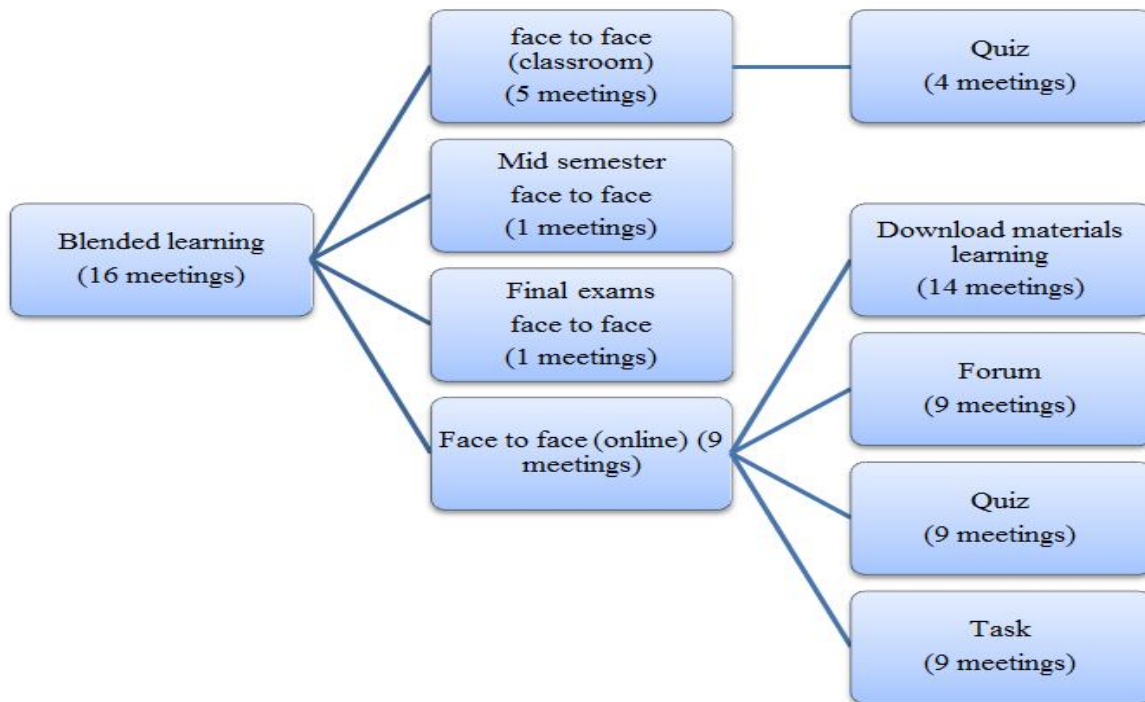 Blended learning
(16 meetings)
face to face
(classroom)
(5 meetings)
Mid semester
face to face
(1 meetings)
Final exams
face to face
(1 meetings)
Face to face (online) (9
meetings)
Quiz
(4 meetings)
Download materials
learning
(14 meetings)
Forum
(9 meetings)
Quiz
(9 meetings)
Task
(9 meetings)